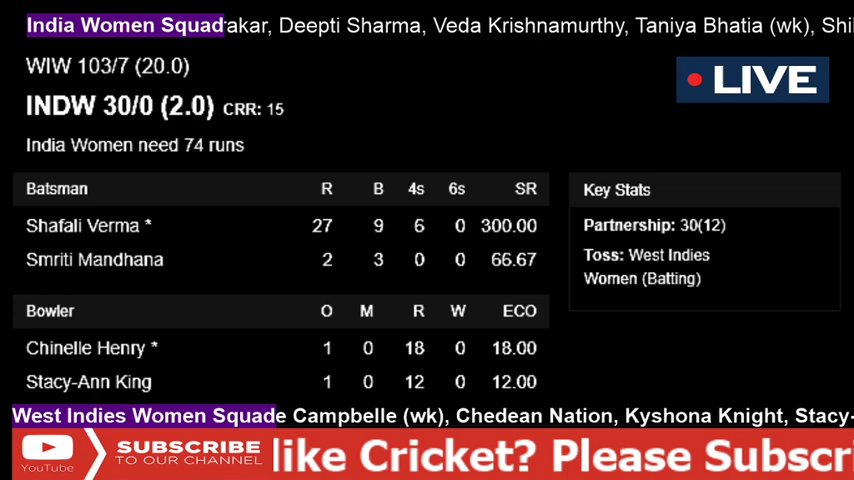 India Women Squad rakar, Deepti Sharma, Veda Krishnamurthy, Taniya Bhatia (wk), Shi
WIW 103/7 (20.0)
LIVE
INDW 30/0 (2.0) CRR: 15
India Women need 74 runs
Batsman R B 4s 6s SR
Shafali Verma * 27 9 6 0 300.00
Smriti Mandhana 2 3 0 0 66.67
Key Stats
Partnership: 30(12)
Toss: West Indies
Women (Batting)
Bowler O M R W ECO
Chinelle Henry * 1 0 18 0 18.00
Stacy-Ann King 1 0 12 0 12.00
West Indies Women Squad e Campbelle (wk), Chedean Nation, Kyshona Knight, Stacy-
YouTube
SUBSCRIBE
TO OUR CHANNEL
like Cricket? Please Subscri